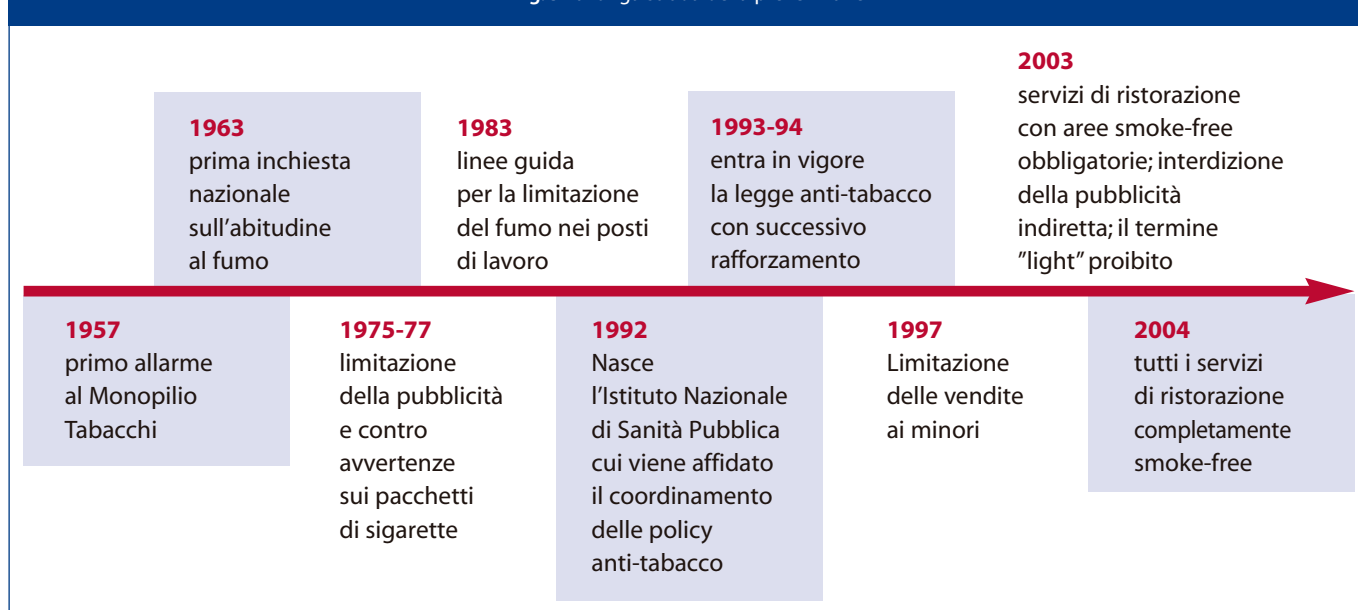 1963
prima inchiesta
nazionale
sull'abitudine
al fumo
1983
linee guida
per la limitazione
del fumo nei posti
di lavoro
1993-94
entra in vigore
la legge anti-tabacco
con successivo
rafforzamento
2003
servizi di ristorazione
con aree smoke-free
obbligatorie; interdizione
della pubblicità
indiretta; il termine
"light" proibito
1957
primo allarme
al Monopilio
Tabacchi
1975-77
limitazione
della pubblicità
e contro
avvertenze
sui pacchetti
di sigarette
1992
Nasce
l'Istituto Nazionale
di Sanità Pubblica
cui viene affidato
il coordinamento
delle policy
anti-tabacco
1997
Limitazione
delle vendite
ai minori
2004
tutti i servizi
di ristorazione
completamente
smoke-free